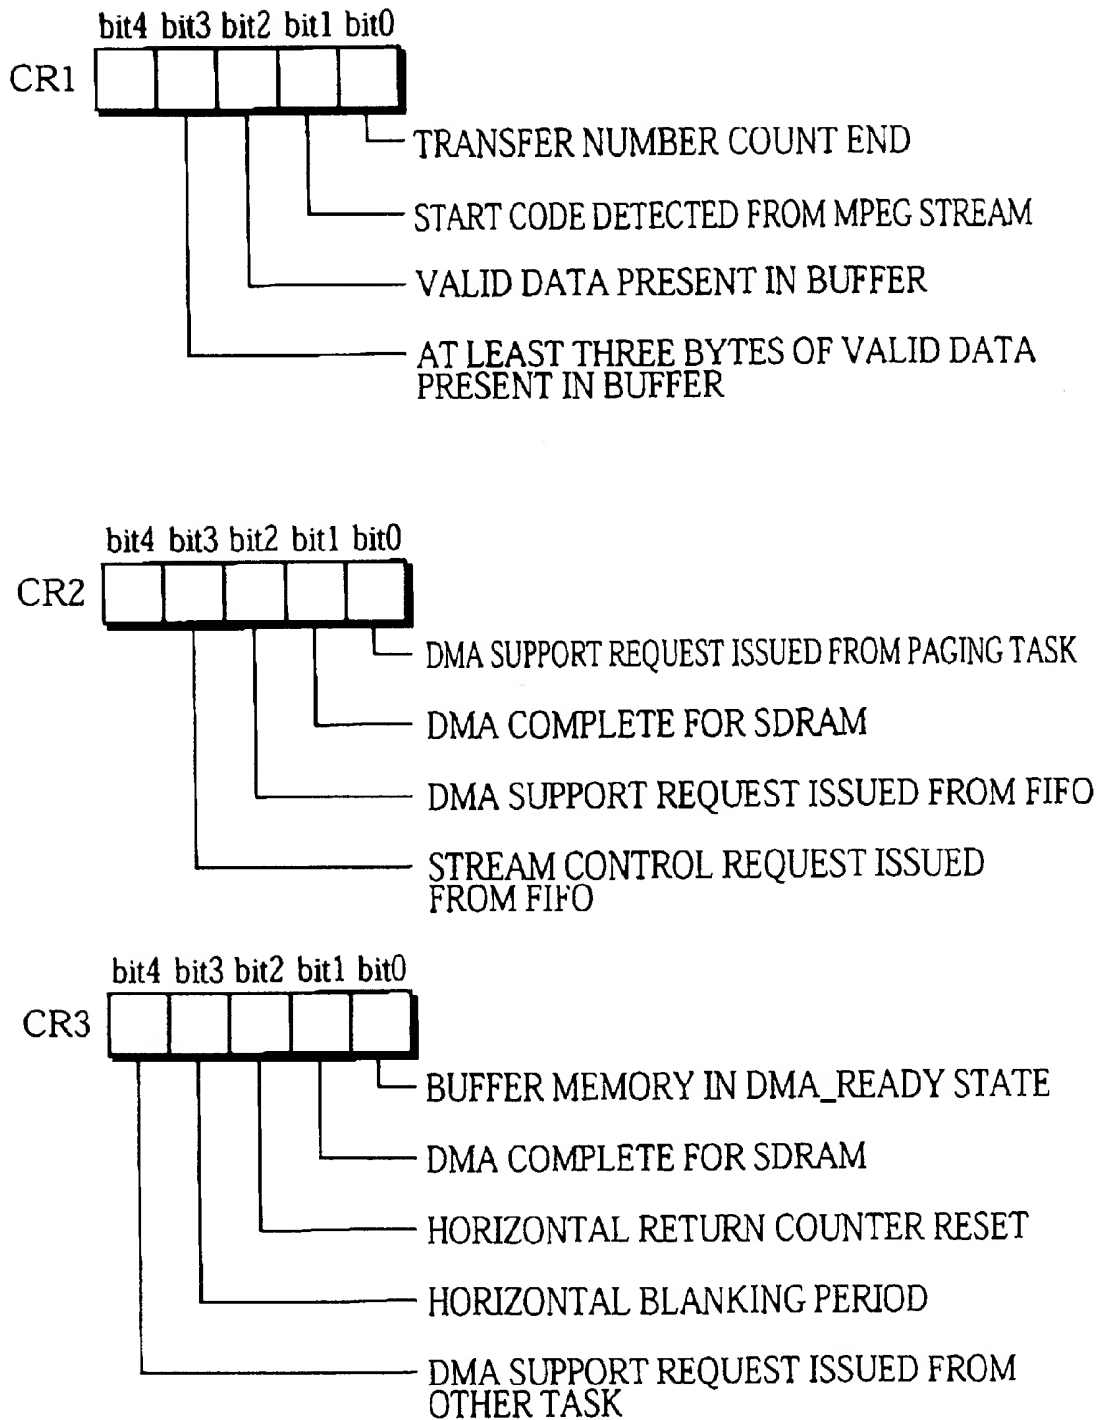 bit4 bit3 bit2 bit1 bit0
CR1
TRANSFER NUMBER COUNT END
START CODE DETECTED FROM MPEG STREAM
VALID DATA PRESENT IN BUFFER
AT LEAST THREE BYTES OF VALID DATA
PRESENT IN BUFFER
bit4 bit3 bit2 bit1 bit0
CR2
DMA SUPPORT REQUEST ISSUED FROM PAGING TASK
DMA COMPLETE FOR SDRAM
DMA SUPPORT REQUEST ISSUED FROM FIFO
STREAM CONTROL REQUEST ISSUED
FROM FIFO
bit4 bit3 bit2 bit1 bit0
CR3
BUFFER MEMORY IN DMA_READY STATE
DMA COMPLETE FOR SDRAM
HORIZONTAL RETURN COUNTER RESET
HORIZONTAL BLANKING PERIOD
DMA SUPPORT REQUEST ISSUED FROM
OTHER TASK